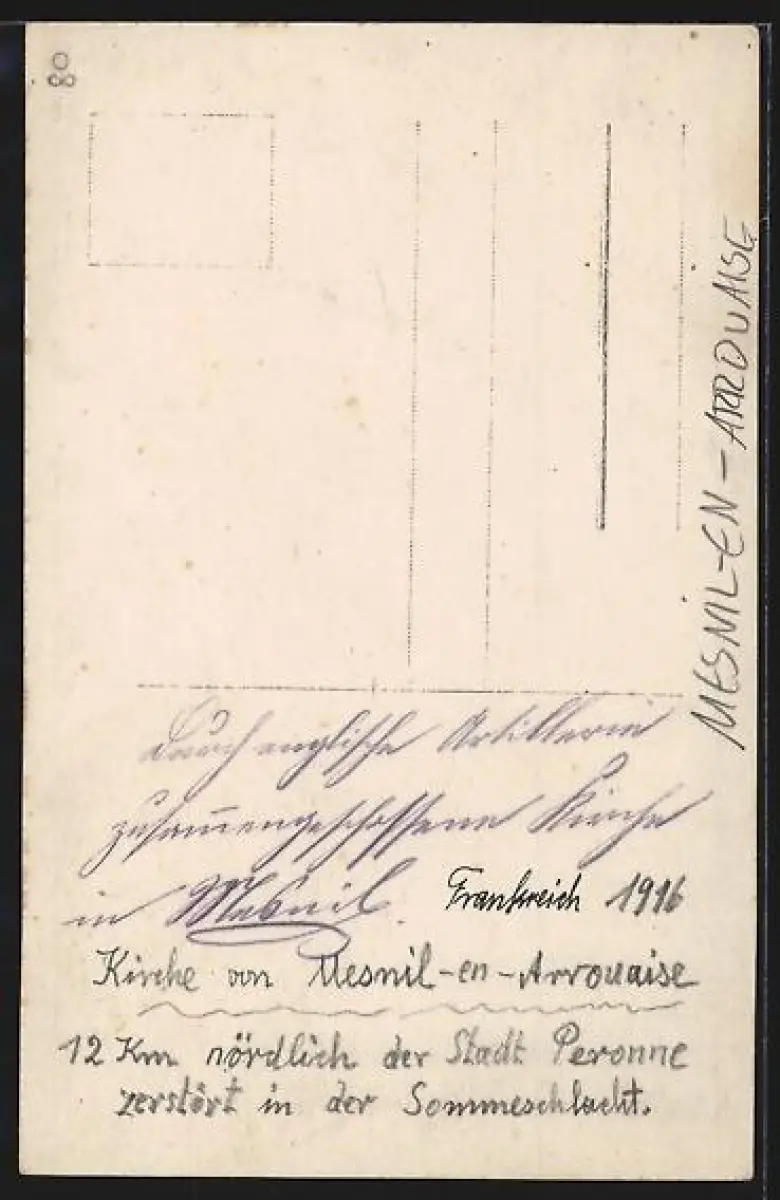 80
MESNIL-EN-ARROUAISE
Durch englische Artillerie
zusammengeschossene Kirche
in Mesnil. Frankreich 1916
Kirche von Mesnil-en-Arrouaise
12 Km nördlich der Stadt Peronne
zerstört in der Sommeschlacht.